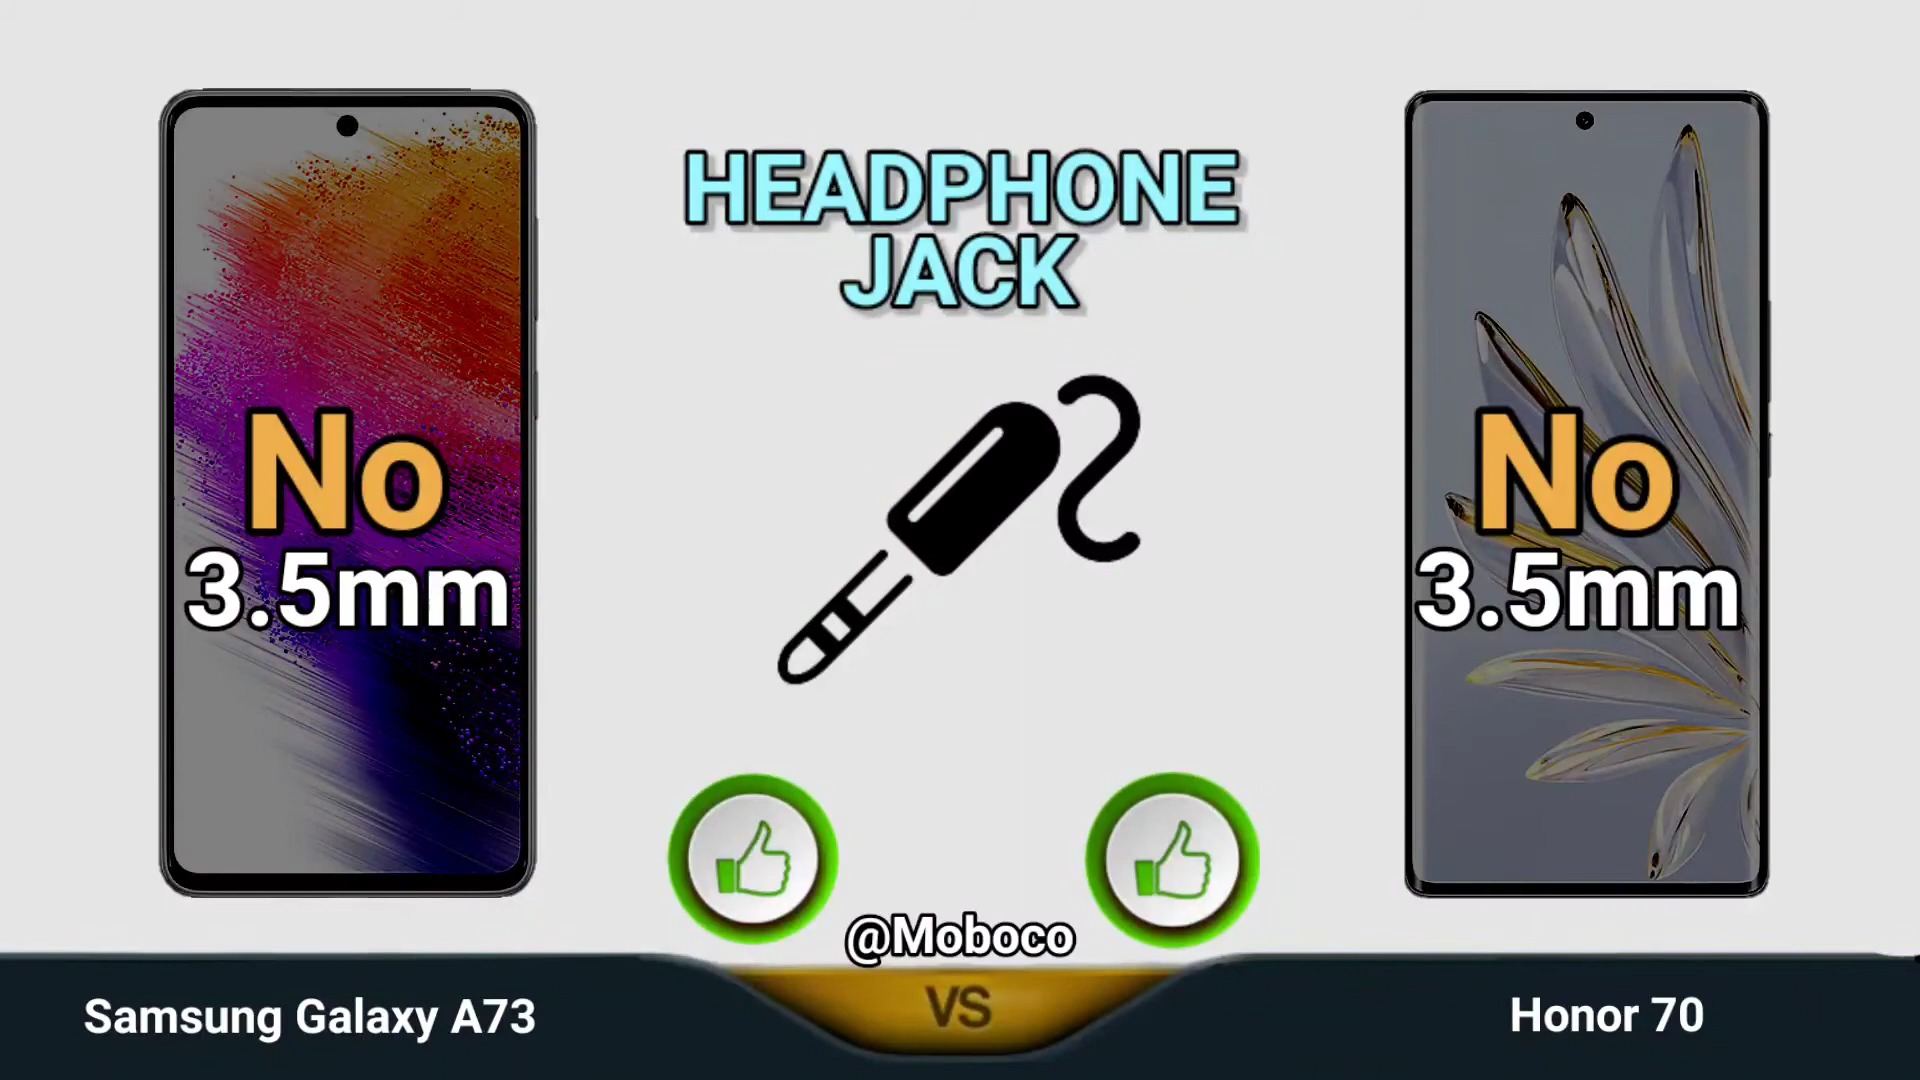 HEADPHONE
JACK
No
3.5mm
No
3.5mm
@Moboco
Samsung Galaxy A73
VS
Honor 70